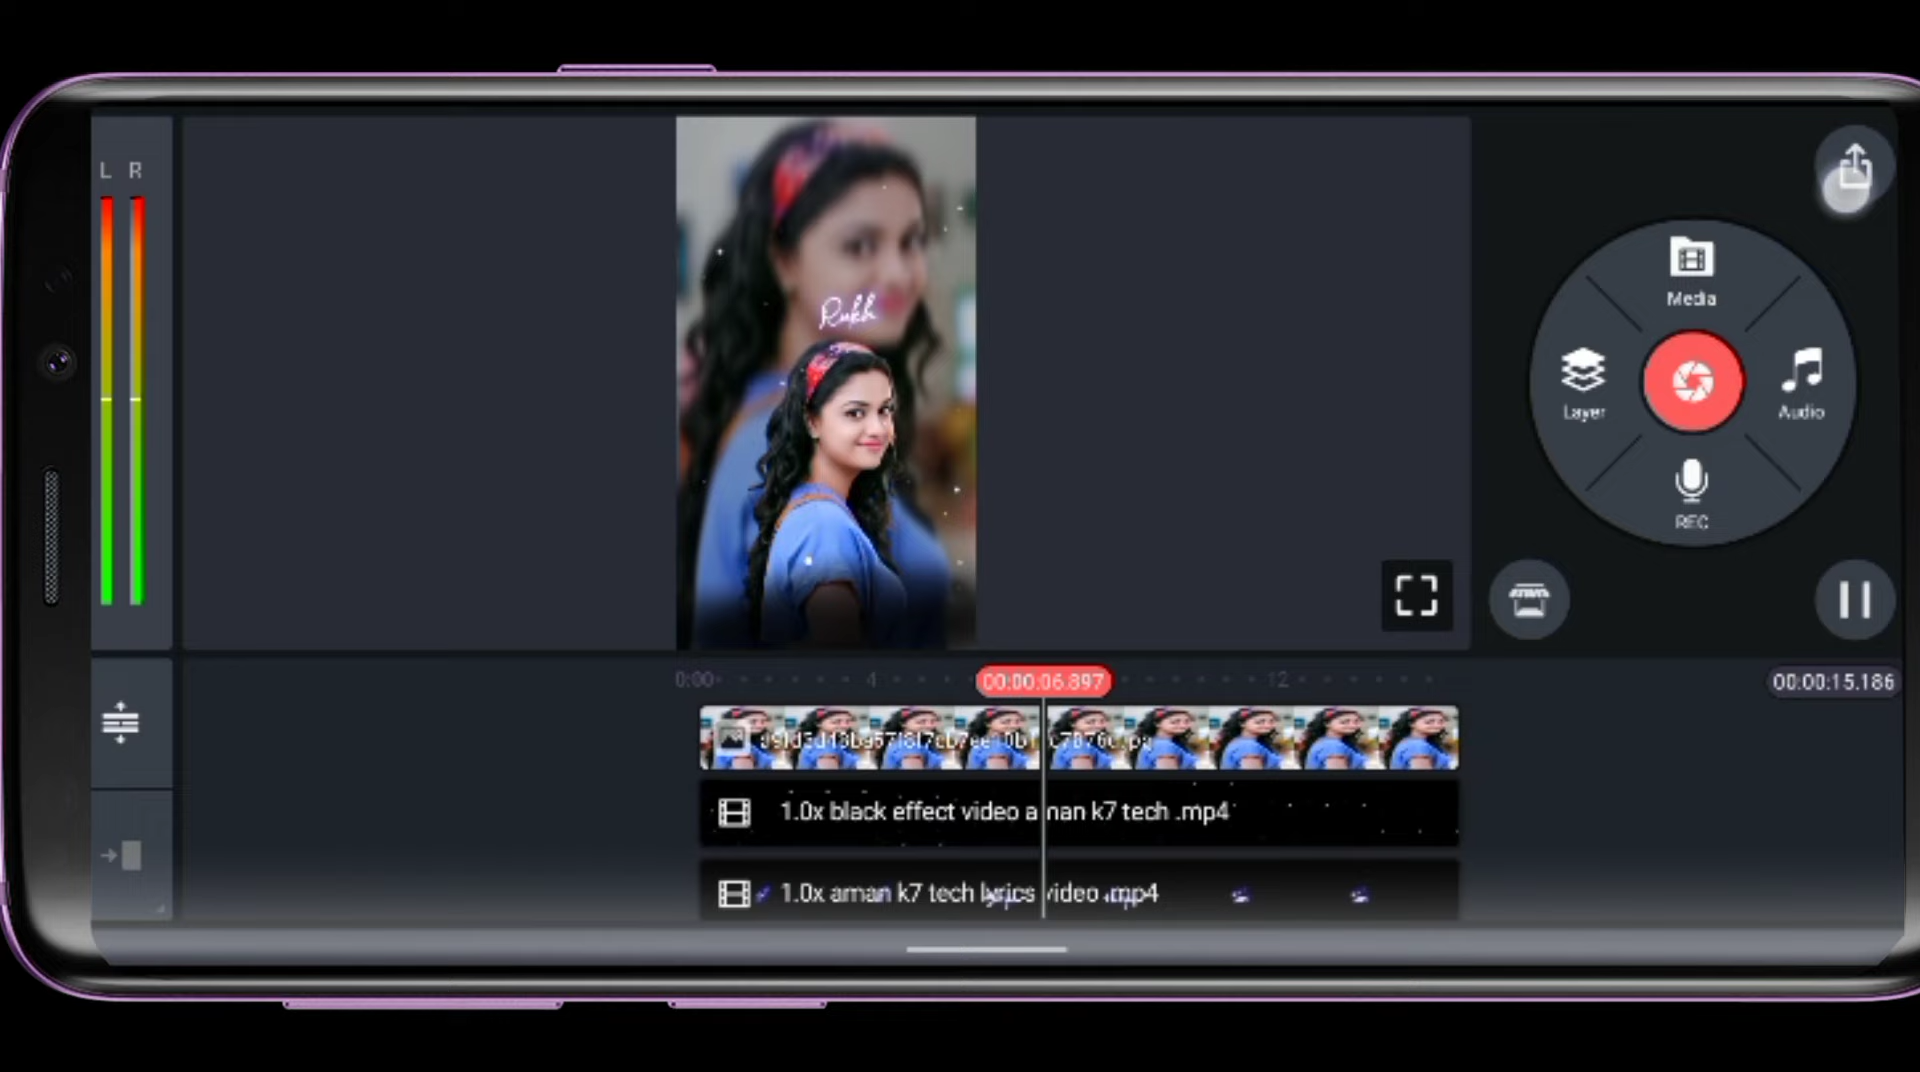 L R
Media
Rukh
Layer
Audio
REC
0:00
4
00:00:06.897
12
00:00:15.186
1.0x black effect video aman k7 tech .mp4
1.0x aman k7 tech lyrics video .mp4